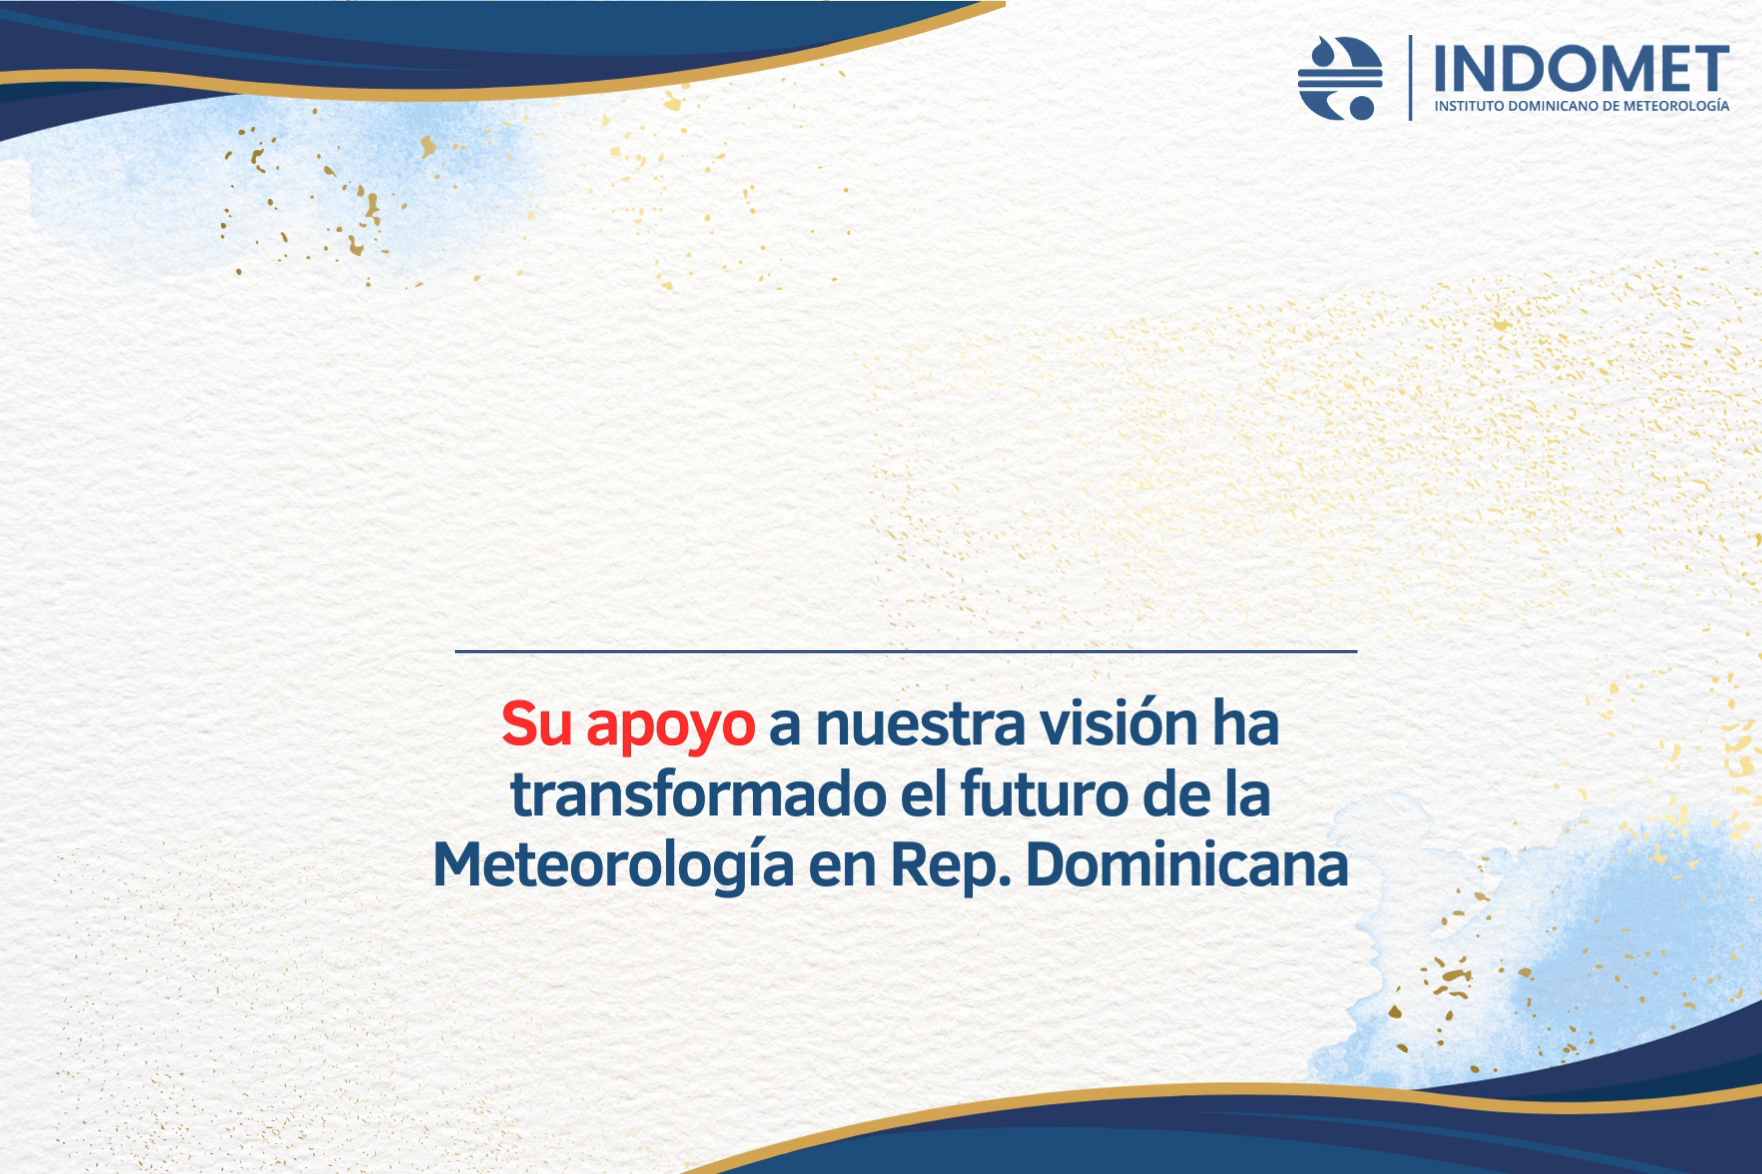 INDOMET
INSTITUTO DOMINICANO DE METEOROLOGÍA
Su apoyo a nuestra visión ha
transformado el futuro de la
Meteorología en Rep. Dominicana